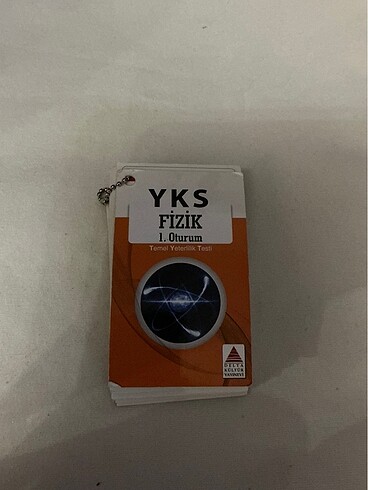 YKS
FİZİK
1. Oturum
Temel Yeterlilik Testi
DELTA
KÜLTÜR
YAYINEVİ